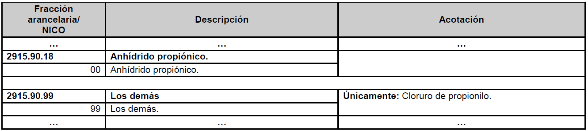 Fracción arancelaria/ NICO Descripción Acotación
... ... ...
2915.90.18 Anhídrido propiónico.
00 Anhídrido propiónico.
2915.90.99 Los demás Únicamente: Cloruro de propionilo.
99 Los demás.
... ... ...